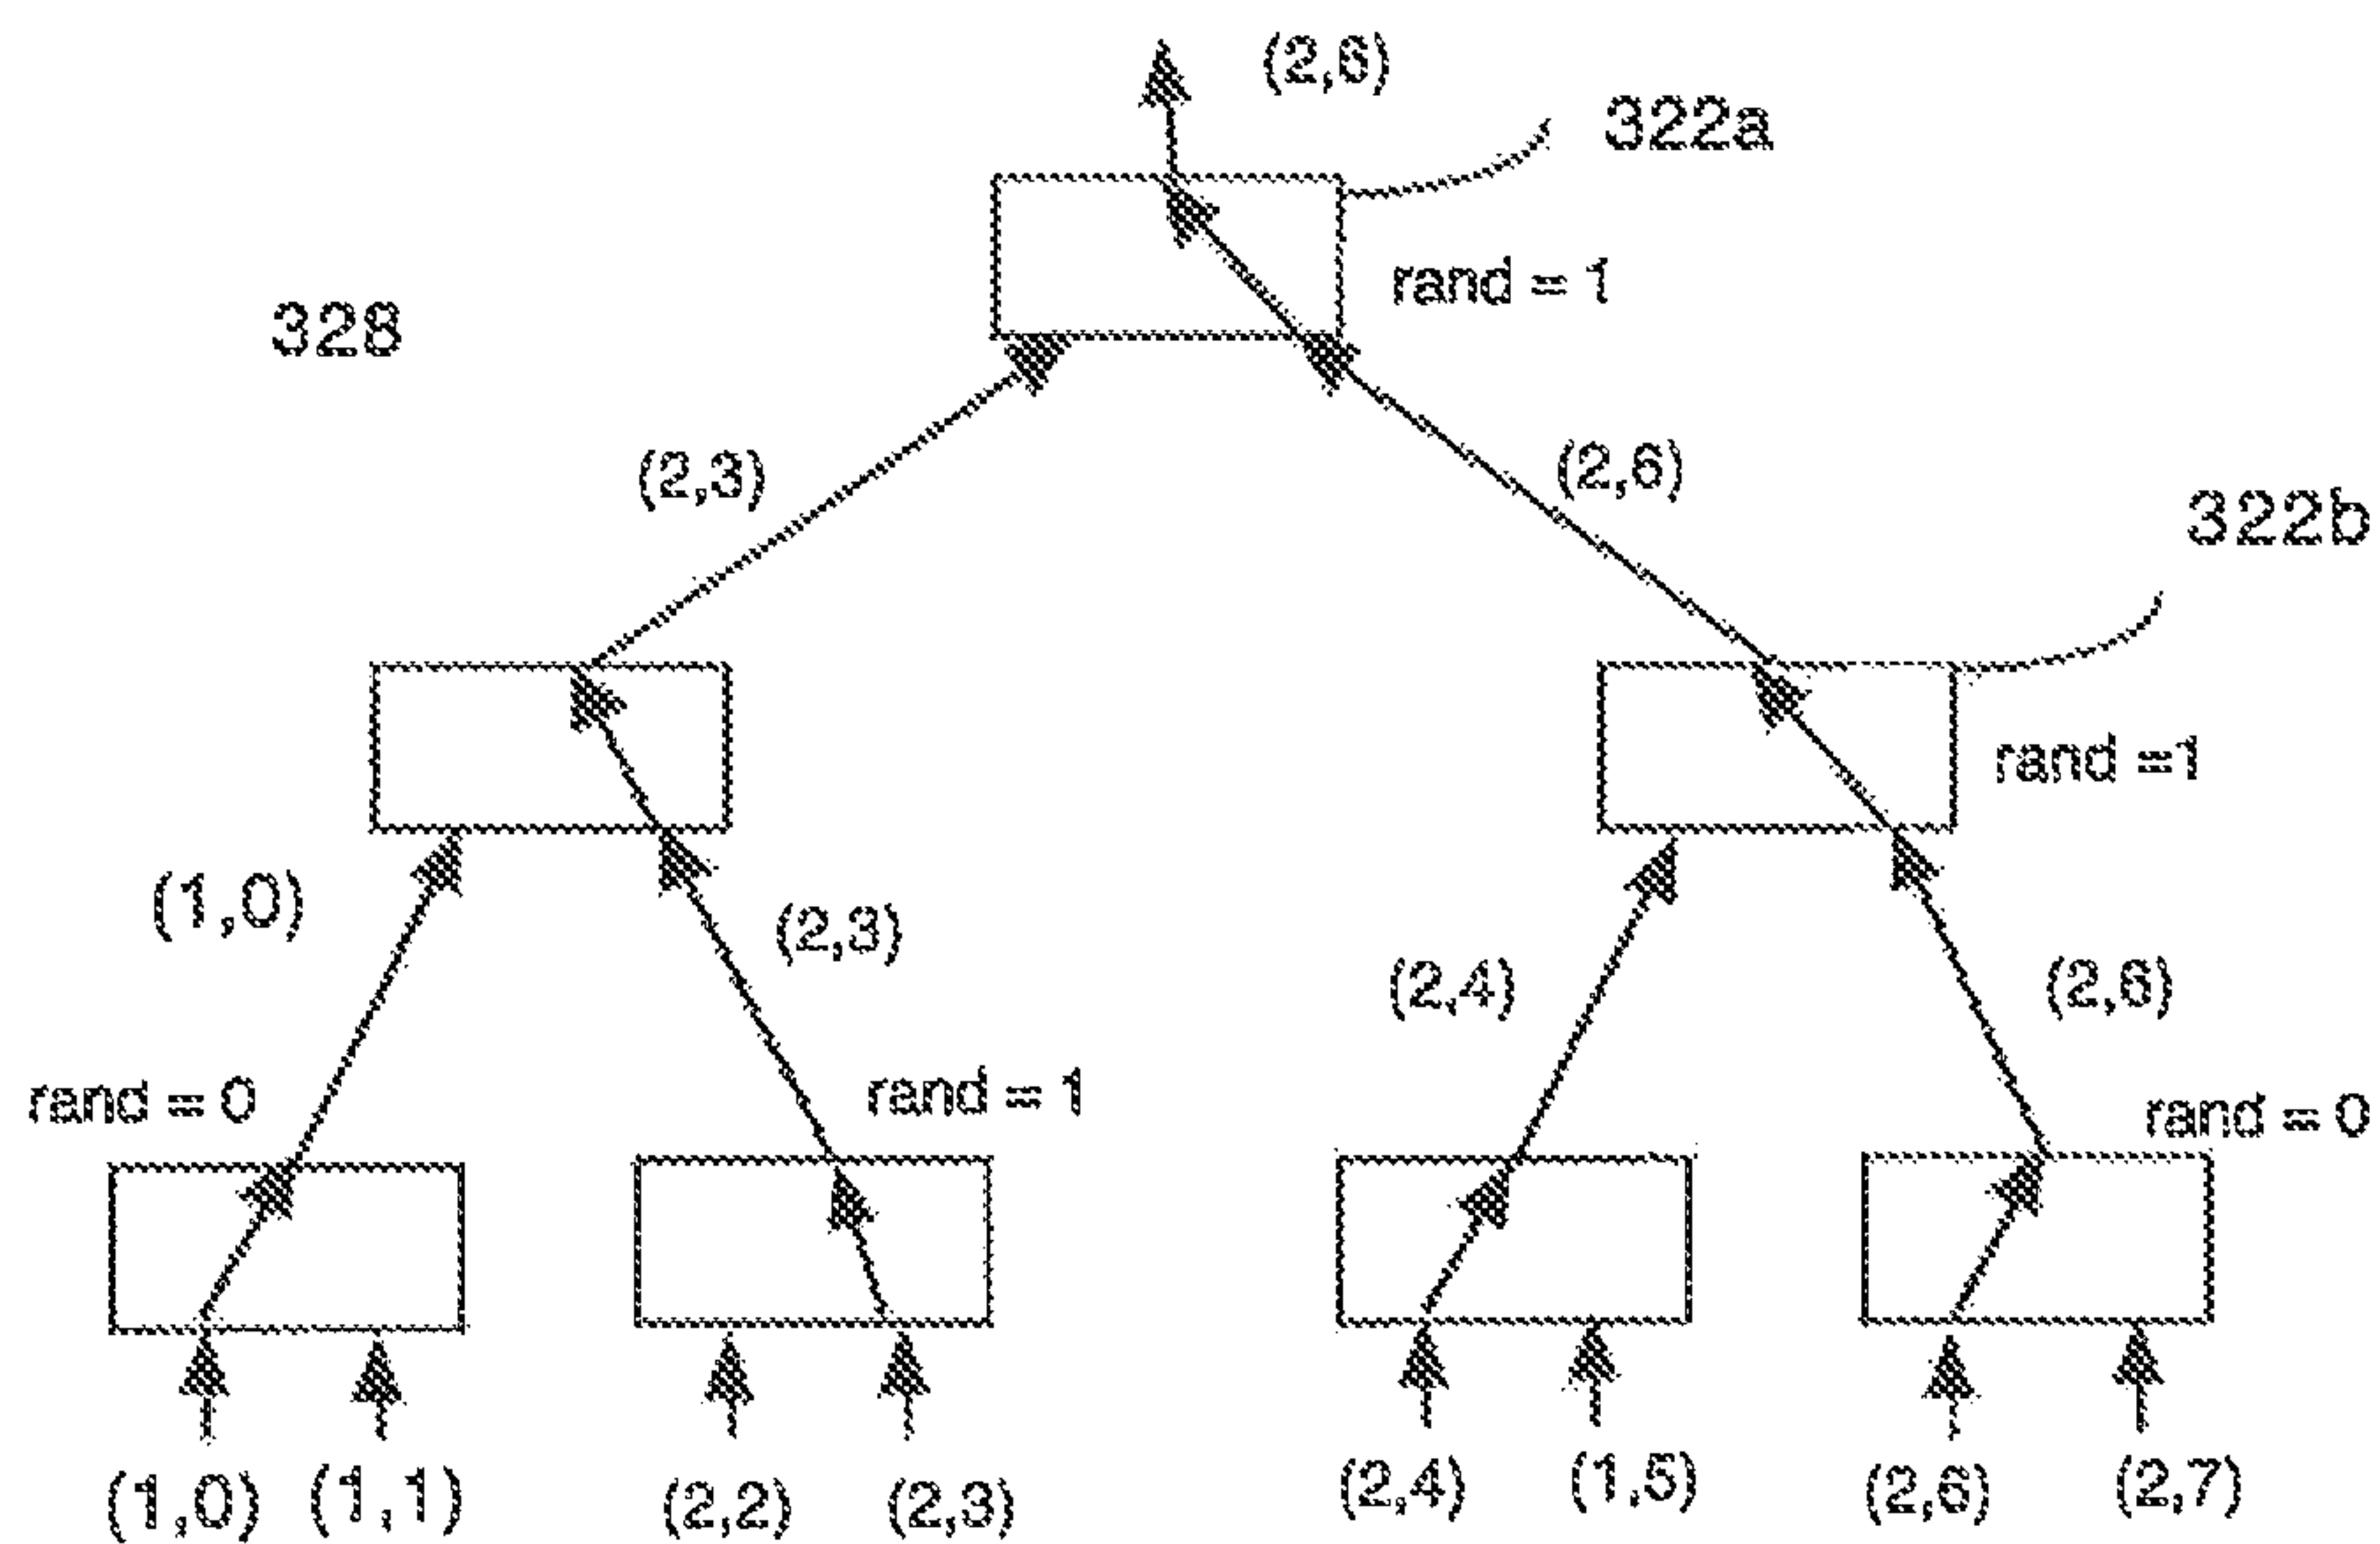 (2,6)
322a
rand = 1
328
(2,3)
(2,6)
322b
rand =1
(1,0)
(2,3)
(2,4)
(2,6)
rand = 0
rand = 1
rand = 0
(1,0)
(1,1)
(2,2)
(2,3)
(2,4)
(1,5)
(2,6)
(2,7)